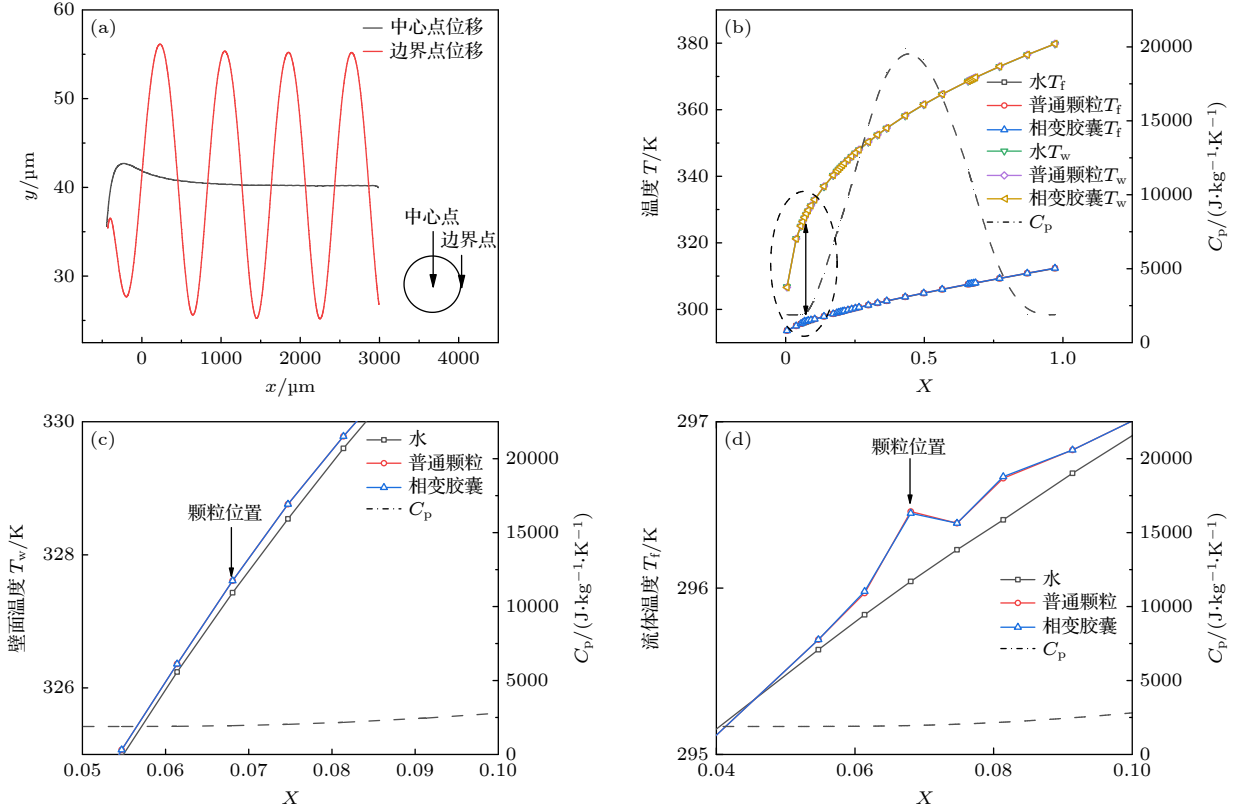 (a)
中心点位移
边界点位移
60
50
40
30
y/μm
0
1000
2000
3000
4000
x/μm
中心点
边界点
(b)
水Tf
普通颗粒Tf
相变胶囊Tf
水Tw
普通颗粒Tw
相变胶囊Tw
Cp
380
360
340
320
300
温度 T/K
0
0.5
1.0
X
20000
15000
10000
5000
0
Cp/(J·kg−1·K−1)
(c)
水
普通颗粒
相变胶囊
Cp
颗粒位置
330
328
326
壁面温度 Tw/K
0.05
0.06
0.07
0.08
0.09
0.10
X
20000
15000
10000
5000
0
Cp/(J·kg−1·K−1)
(d)
颗粒位置
水
普通颗粒
相变胶囊
Cp
297
296
295
流体温度 Tf/K
0.04
0.06
0.08
0.10
X
20000
15000
10000
5000
0
Cp/(J·kg−1·K−1)